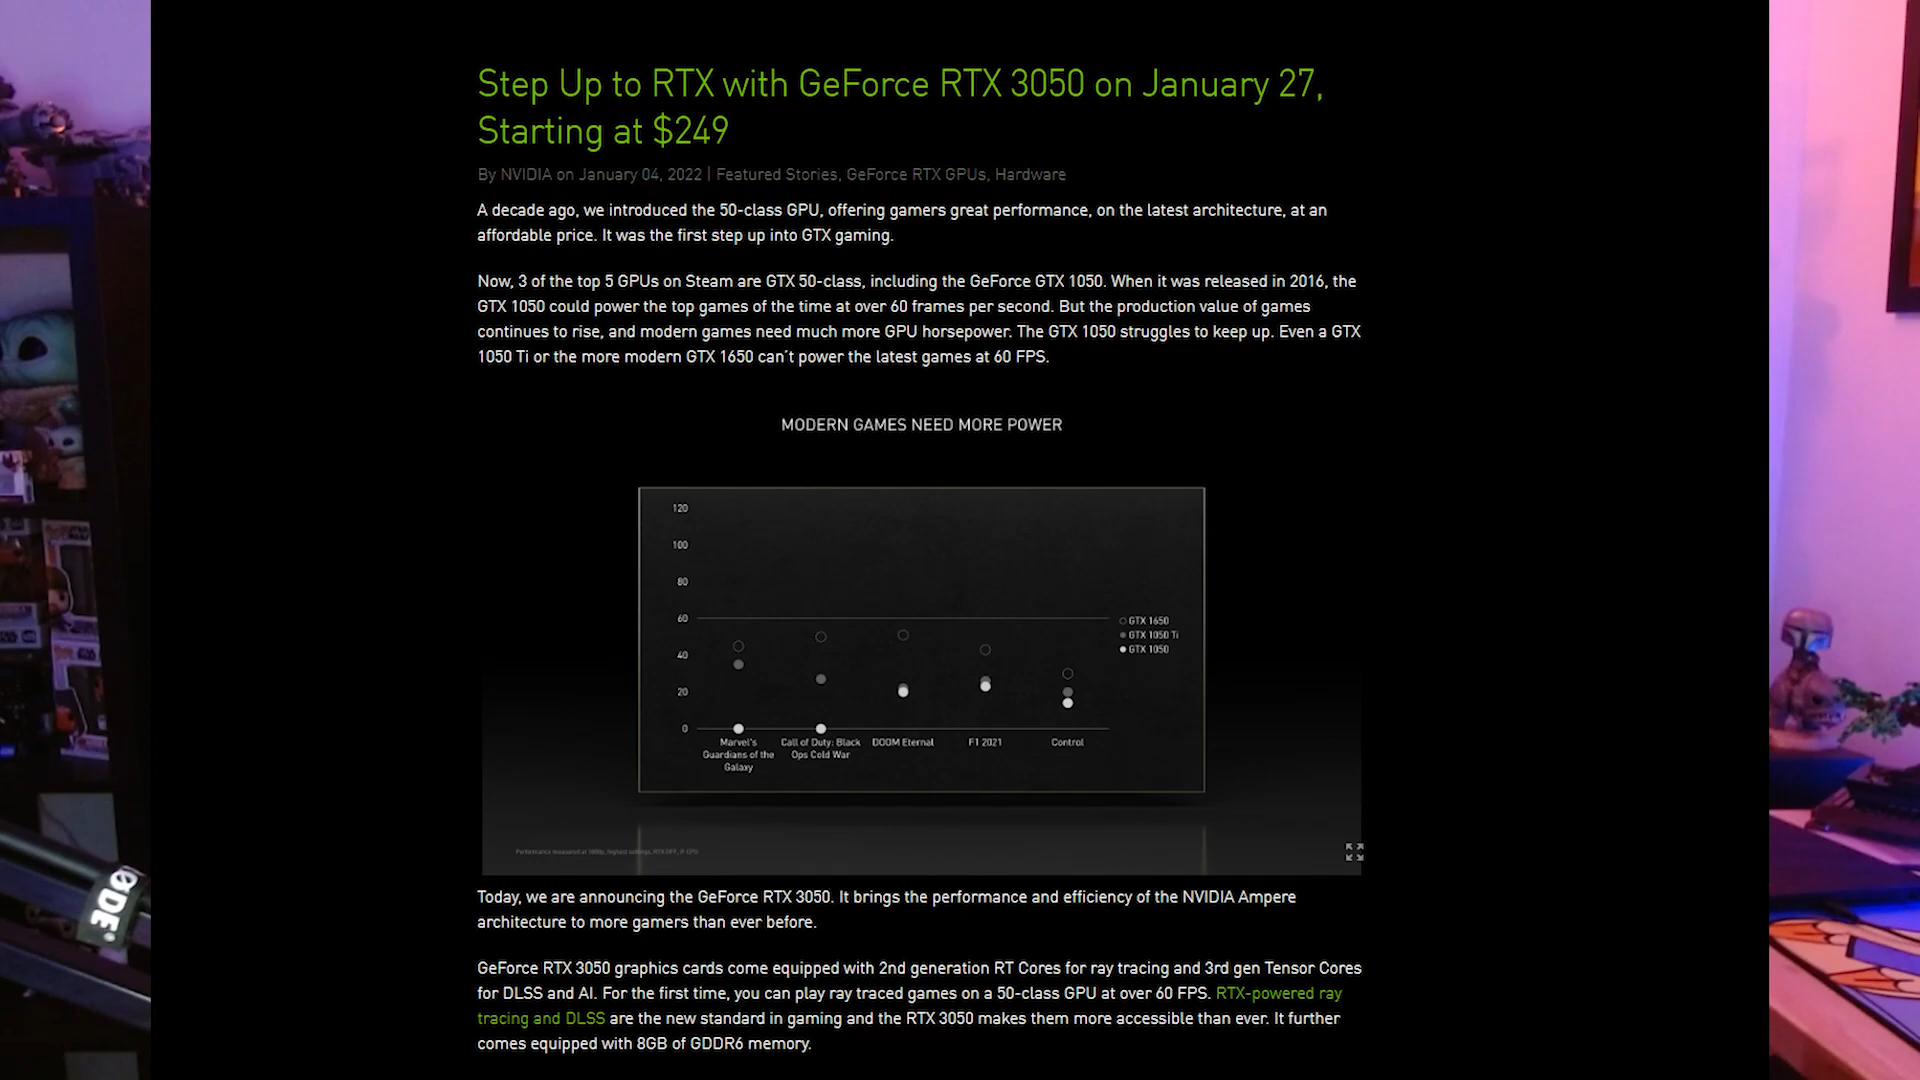 Step Up to RTX with GeForce RTX 3050 on January 27,
Starting at $249
By NVIDIA on January 04, 2022 | Featured Stories, GeForce RTX GPUs, Hardware
A decade ago, we introduced the 50-class GPU, offering gamers great performance, on the latest architecture, at an
affordable price. It was the first step up into GTX gaming.
Now, 3 of the top 5 GPUs on Steam are GTX 50-class, including the GeForce GTX 1050. When it was released in 2016, the
GTX 1050 could power the top games of the time at over 60 frames per second. But the production value of games
continues to rise, and modern games need much more GPU horsepower. The GTX 1050 struggles to keep up. Even a GTX
1050 Ti or the more modern GTX 1650 can't power the latest games at 60 FPS.
MODERN GAMES NEED MORE POWER
120
100
80
60
40
20
0
GTX 1650
GTX 1050 Ti
GTX 1050
Marvel's
Guardians of the
Galaxy
Call of Duty: Black
Ops Cold War
DOOM Eternal
F1 2021
Control
Performance measured at 1080p, highest settings, RTX OFF,
Today, we are announcing the GeForce RTX 3050. It brings the performance and efficiency of the NVIDIA Ampere
architecture to more gamers than ever before.
GeForce RTX 3050 graphics cards come equipped with 2nd generation RT Cores for ray tracing and 3rd gen Tensor Cores
for DLSS and AI. For the first time, you can play ray traced games on a 50-class GPU at over 60 FPS. RTX-powered ray
tracing and DLSS are the new standard in gaming and the RTX 3050 makes them more accessible than ever. It further
comes equipped with 8GB of GDDR6 memory.
RØDE